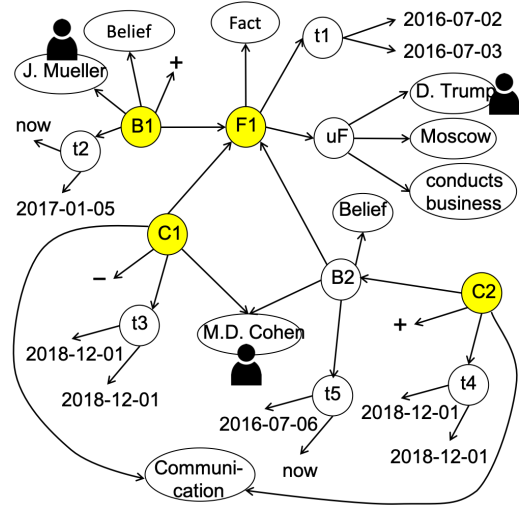 Belief
Fact
t1
2016-07-02
2016-07-03
J. Mueller
+
D. Trump
B1
F1
uF
Moscow
now
t2
conducts
business
2017-01-05
Belief
C1
B2
C2
–
+
M.D. Cohen
t3
2018-12-01
2018-12-01
t5
t4
2016-07-06
2018-12-01
now
2018-12-01
Communi-
cation